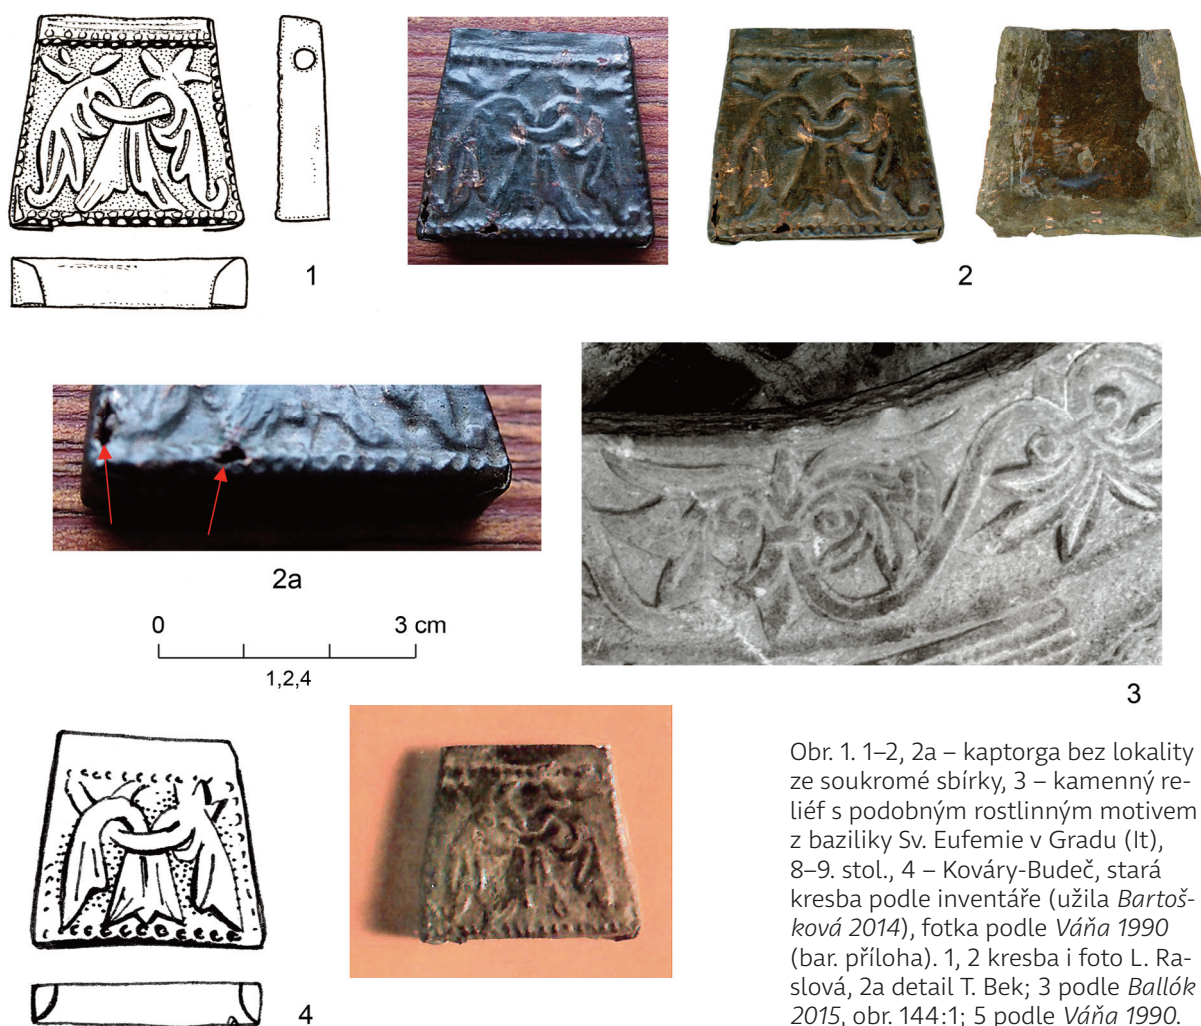 1
2
2a
0 3 cm
1,2,4
3
4
Obr. 1. 1–2, 2a – kaptorga bez lokality
ze soukromé sbírky, 3 – kamenný re-
liéf s podobným rostlinným motivem
z baziliky Sv. Eufemie v Gradu (It),
8–9. stol., 4 – Kováry-Budeč, stará
kresba podle inventáře (užila Bartoš-
ková 2014), fotka podle Váňa 1990
(bar. příloha). 1, 2 kresba i foto L. Ra-
slová, 2a detail T. Bek; 3 podle Ballók
2015, obr. 144:1; 5 podle Váňa 1990.